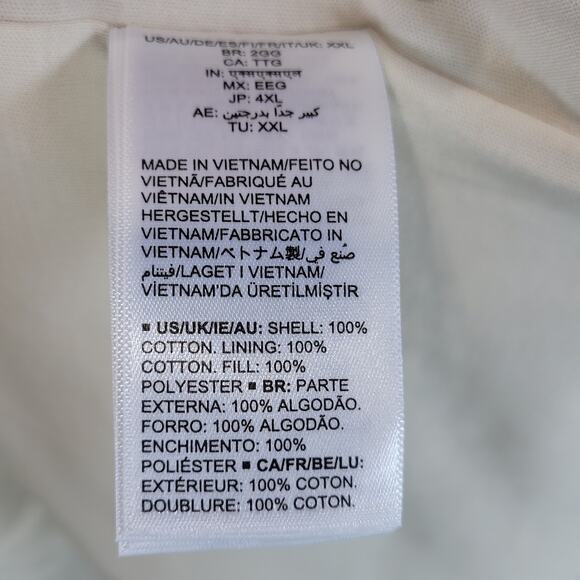 US/AU/DE/ES/FI/FR/IT/UK: XXL
BR: 2GG
CA: TTG
IN: एक्सएक्सएल
MX: EEG
JP: 4XL
AE: كبير جدًا بدرجتين
TU: XXL
MADE IN VIETNAM/FEITO NO
VIETNÃ/FABRIQUÉ AU
VIÊTNAM/IN VIETNAM
HERGESTELLT/HECHO EN
VIETNAM/FABBRICATO IN
VIETNAM/ベトナム製/صُنع في
فيتنام/LAGET I VIETNAM/
VİETNAM'DA ÜRETİLMİŞTİR
■ US/UK/IE/AU: SHELL: 100%
COTTON. LINING: 100%
COTTON. FILL: 100%
POLYESTER ■ BR: PARTE
EXTERNA: 100% ALGODÃO.
FORRO: 100% ALGODÃO.
ENCHIMENTO: 100%
POLIÉSTER ■ CA/FR/BE/LU:
EXTÉRIEUR: 100% COTON.
DOUBLURE: 100% COTON.